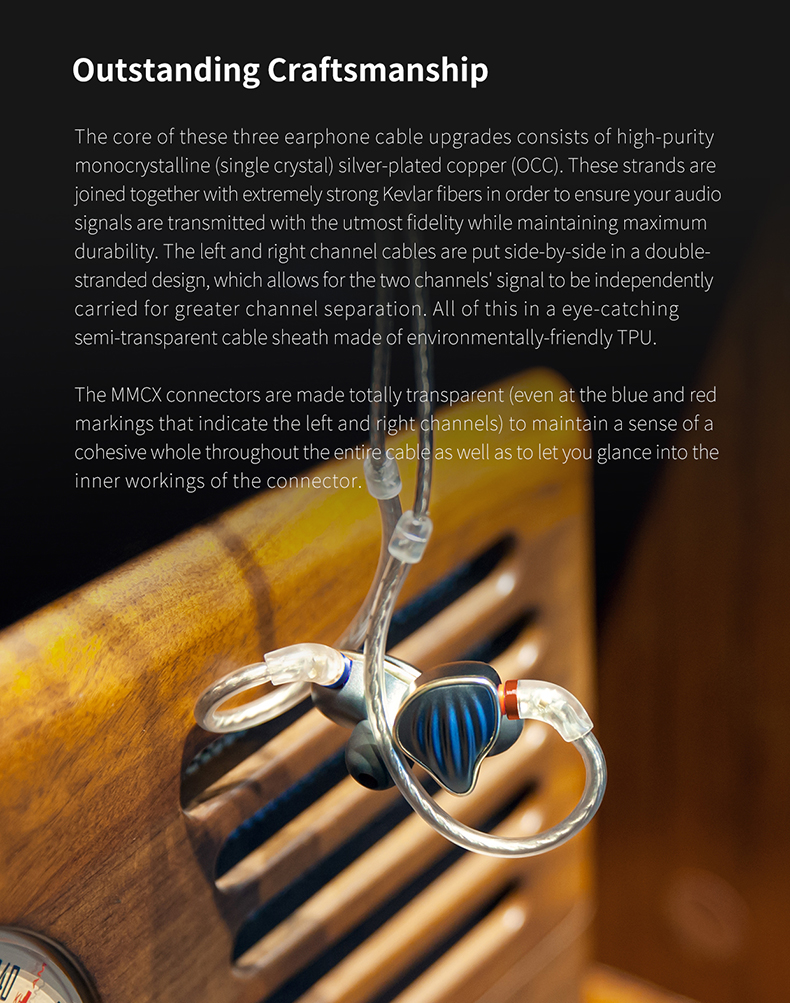 Outstanding Craftsmanship
The core of these three earphone cable upgrades consists of high-purity
monocrystalline (single crystal) silver-plated copper (OCC). These strands are
joined together with extremely strong Kevlar fibers in order to ensure your audio
signals are transmitted with the utmost fidelity while maintaining maximum
durability. The left and right channel cables are put side-by-side in a double-
stranded design, which allows for the two channels' signal to be independently
carried for greater channel separation. All of this in a eye-catching
semi-transparent cable sheath made of environmentally-friendly TPU.
The MMCX connectors are made totally transparent (even at the blue and red
markings that indicate the left and right channels) to maintain a sense of a
cohesive whole throughout the entire cable as well as to let you glance into the
inner workings of the connector.